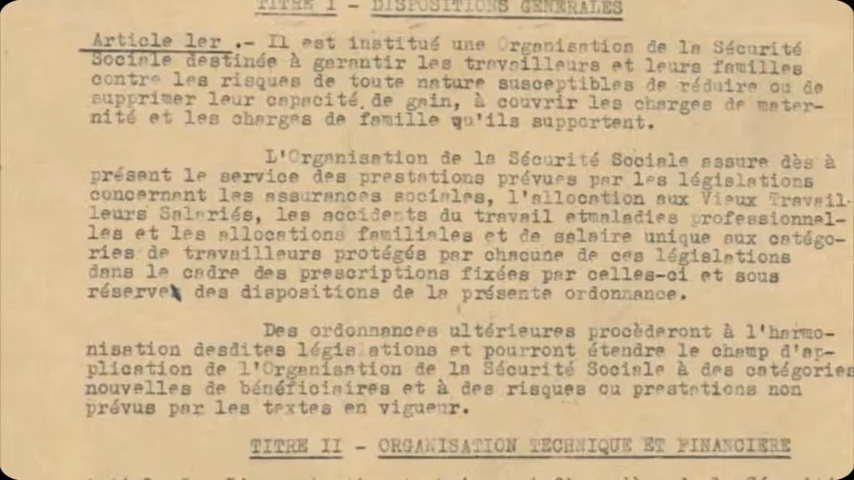 TITRE I - DISPOSITIONS GENERALES
Article 1er .- Il est institué une Organisation de la Sécurité
Sociale destinée à garantir les travailleurs et leurs familles
contre les risques de toute nature susceptibles de réduire ou de
supprimer leur capacité de gain, à couvrir les charges de mater-
nité et les charges de famille qu'ils supportent.
L'Organisation de la Sécurité Sociale assure dès à
présent le service des prestations prévues par les législations
concernant les assurances sociales, l'allocation aux Vieux Travail-
leurs Salariés, les accidents du travail etmaladies professionnel-
les et les allocations familiales et de salaire unique aux catégo-
ries de travailleurs protégés par chacune de ces législations
dans le cadre des prescriptions fixées par celles-ci et sous
réserve des dispositions de la présente ordonnance.
Des ordonnances ultérieures procèderont à l'harmo-
nisation desdites législations et pourront étendre le champ d'ap-
plication de l'Organisation de la Sécurité Sociale à des catégories
nouvelles de bénéficiaires et à des risques ou prestations non
prévus par les textes en vigueur.
TITRE II - ORGANISATION TECHNIQUE ET FINANCIERE